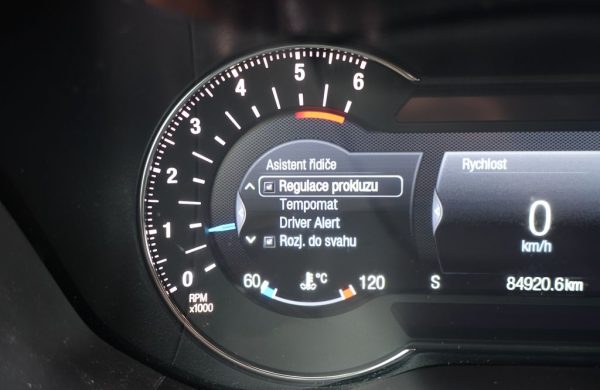 0
1
2
3
4
5
6
RPM
x1000
Asistent řidiče
Regulace prokluzu
Tempomat
Driver Alert
Rozj. do svahu
60 °C 120
Rychlost
0
km/h
S 84920.6 km